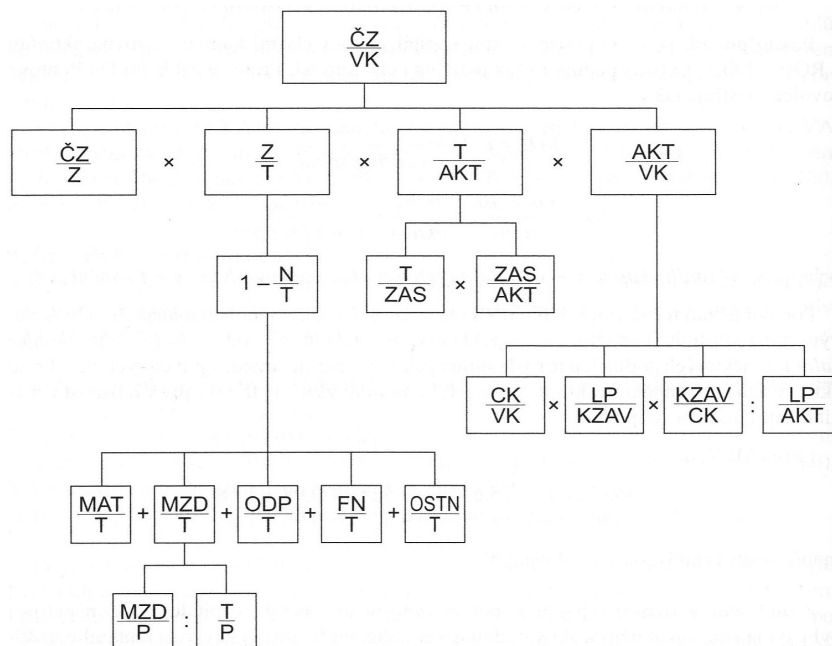 ČZ
VK
ČZ
Z
×
Z
T
×
T
AKT
×
AKT
VK
1 – N
T
T
ZAS
×
ZAS
AKT
CK
VK
×
LP
KZAV
×
KZAV
CK
:
LP
AKT
MAT
T
+
MZD
T
+
ODP
T
+
FN
T
+
OSTN
T
MZD
P
:
T
P